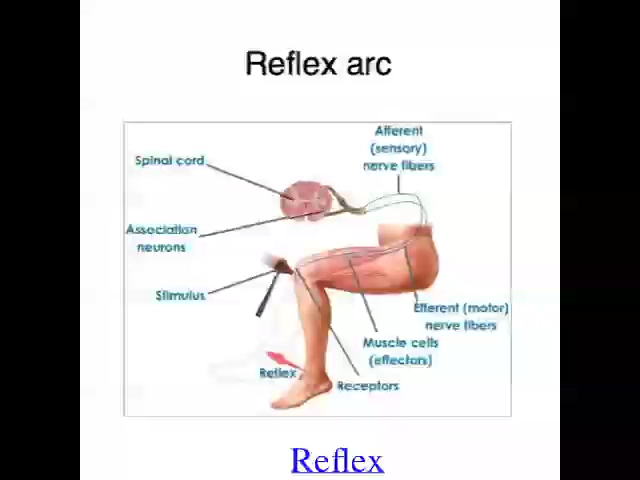 Reflex arc
Afferent
(sensory)
nerve fibers
Spinal cord
Association
neurons
Stimulus
Efferent (motor)
nerve fibers
Muscle cells
(effectors)
Reflex
Receptors
Reflex